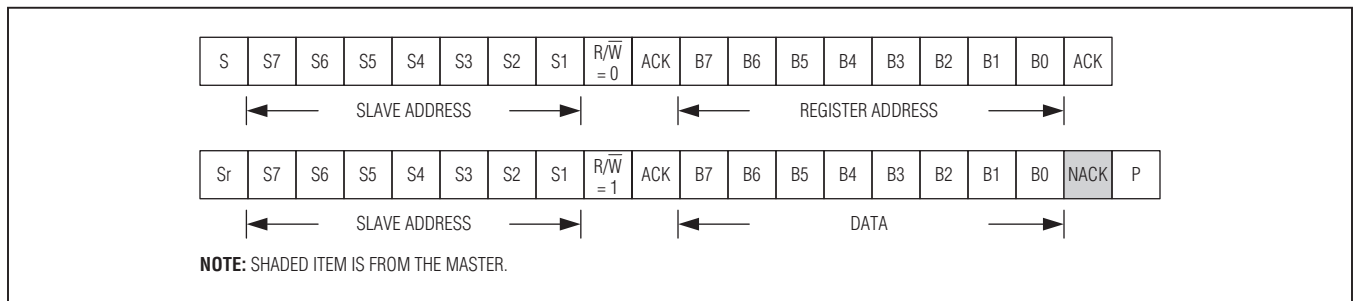 S S7 S6 S5 S4 S3 S2 S1 R/W̅ = 0 ACK B7 B6 B5 B4 B3 B2 B1 B0 ACK
SLAVE ADDRESS REGISTER ADDRESS
Sr S7 S6 S5 S4 S3 S2 S1 R/W̅ = 1 ACK B7 B6 B5 B4 B3 B2 B1 B0 NACK P
SLAVE ADDRESS DATA
NOTE: SHADED ITEM IS FROM THE MASTER.